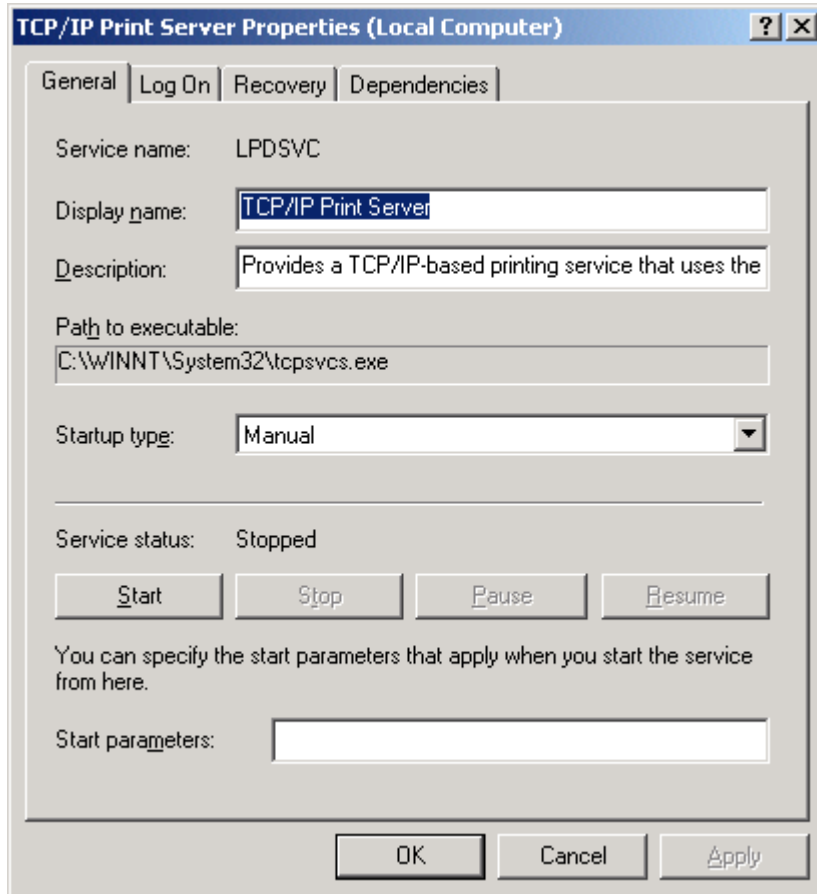 TCP/IP Print Server Properties (Local Computer)
General Log On Recovery Dependencies
Service name: LPDSVC
Display name: TCP/IP Print Server
Description: Provides a TCP/IP-based printing service that uses the
Path to executable:
C:\WINNT\System32\tcpsvcs.exe
Startup type: Manual
Service status: Stopped
Start Stop Pause Resume
You can specify the start parameters that apply when you start the service
from here.
Start parameters:
OK Cancel Apply